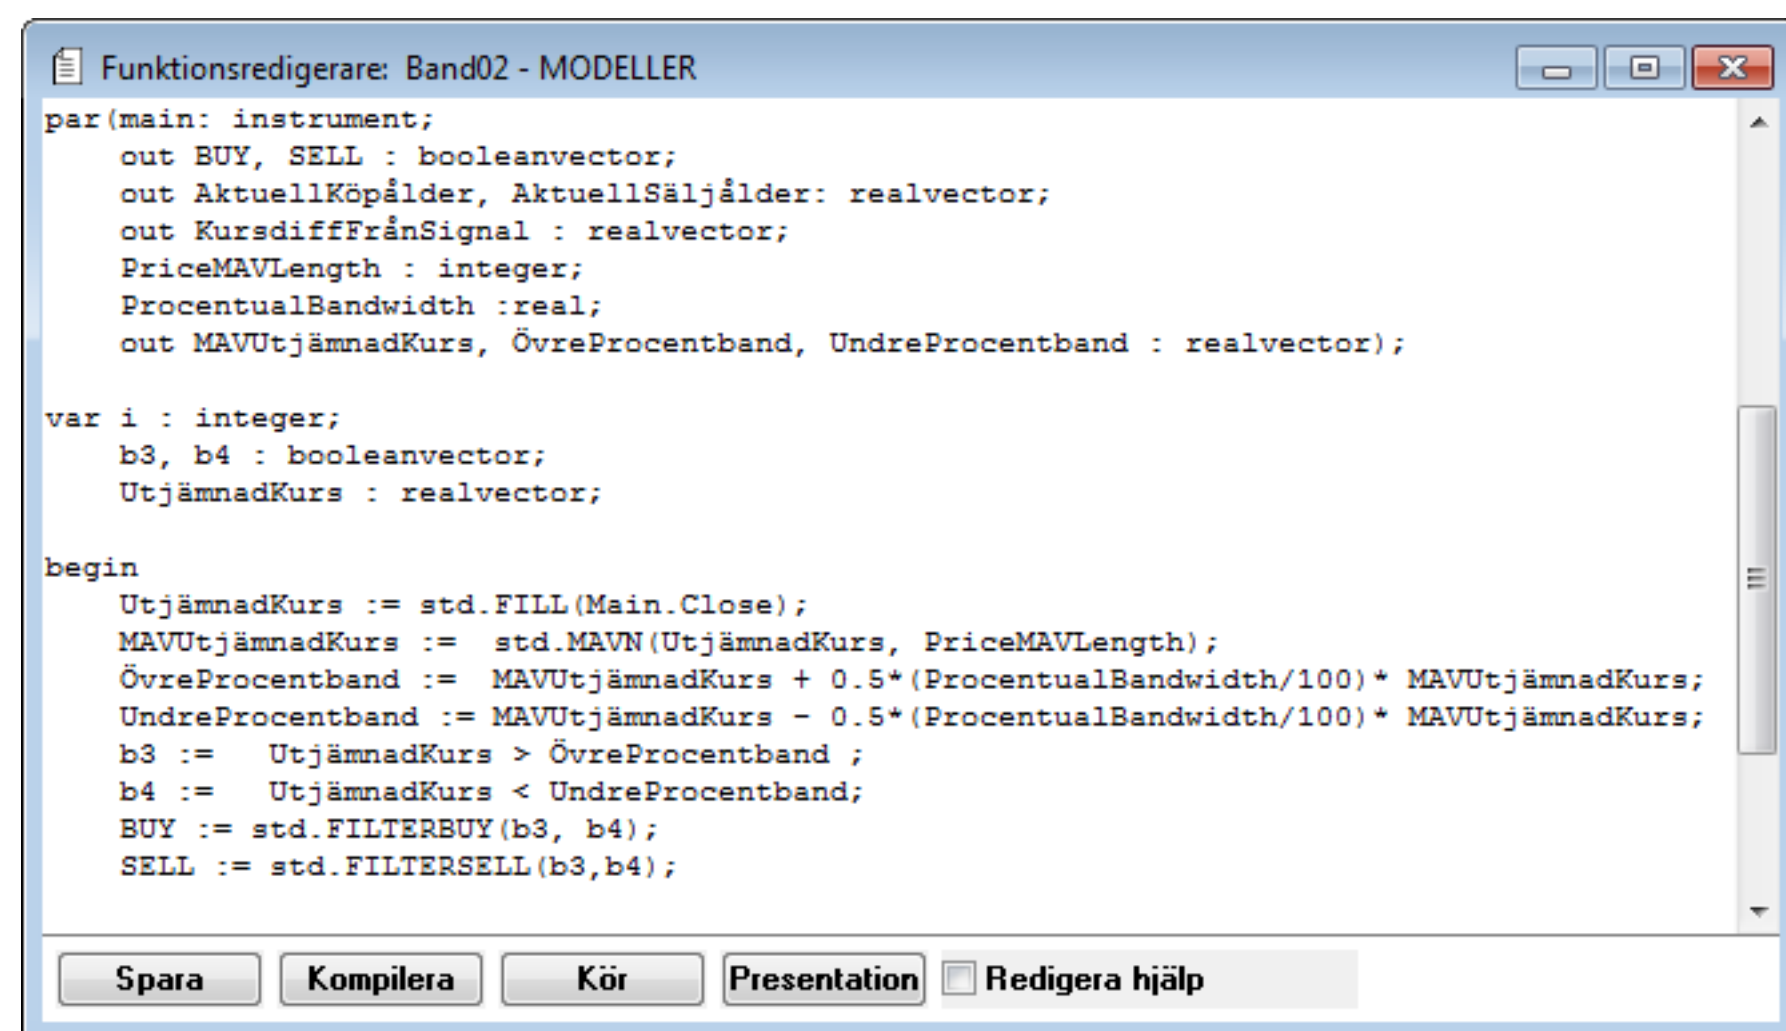 Funktionsredigerare: Band02 - MODELLER
par(main: instrument;
    out BUY, SELL : booleanvector;
    out AktuellKöpålder, AktuellSäljålder: realvector;
    out KursdiffFrånSignal : realvector;
    PriceMAVLength : integer;
    ProcentualBandwidth :real;
    out MAVUtjämnadKurs, ÖvreProcentband, UndreProcentband : realvector);
var i : integer;
    b3, b4 : booleanvector;
    UtjämnadKurs : realvector;
begin
    UtjämnadKurs := std.FILL(Main.Close);
    MAVUtjämnadKurs :=  std.MAVN(UtjämnadKurs, PriceMAVLength);
    ÖvreProcentband :=  MAVUtjämnadKurs + 0.5*(ProcentualBandwidth/100)* MAVUtjämnadKurs;
    UndreProcentband := MAVUtjämnadKurs - 0.5*(ProcentualBandwidth/100)* MAVUtjämnadKurs;
    b3 :=   UtjämnadKurs > ÖvreProcentband ;
    b4 :=   UtjämnadKurs < UndreProcentband;
    BUY := std.FILTERBUY(b3, b4);
    SELL := std.FILTERSELL(b3,b4);
Spara Kompilera Kör Presentation Redigera hjälp